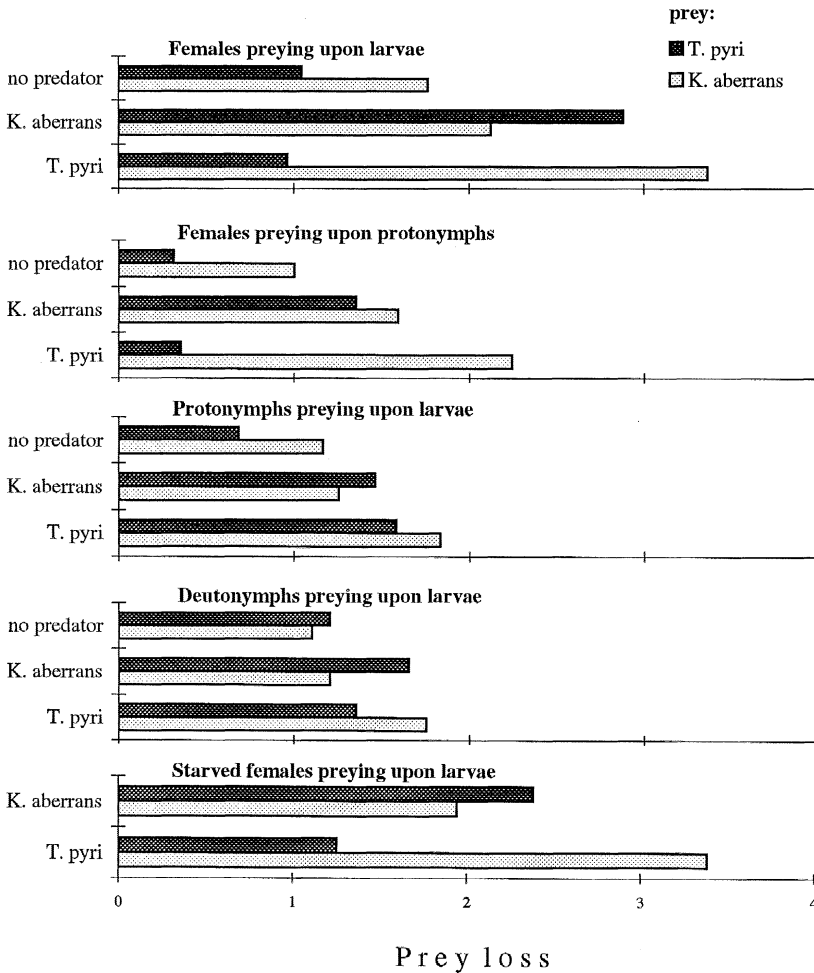 prey:
T. pyri
K. aberrans
Females preying upon larvae
no predator
K. aberrans
T. pyri
Females preying upon protonymphs
no predator
K. aberrans
T. pyri
Protonymphs preying upon larvae
no predator
K. aberrans
T. pyri
Deutonymphs preying upon larvae
no predator
K. aberrans
T. pyri
Starved females preying upon larvae
K. aberrans
T. pyri
0 1 2 3 4
Prey loss